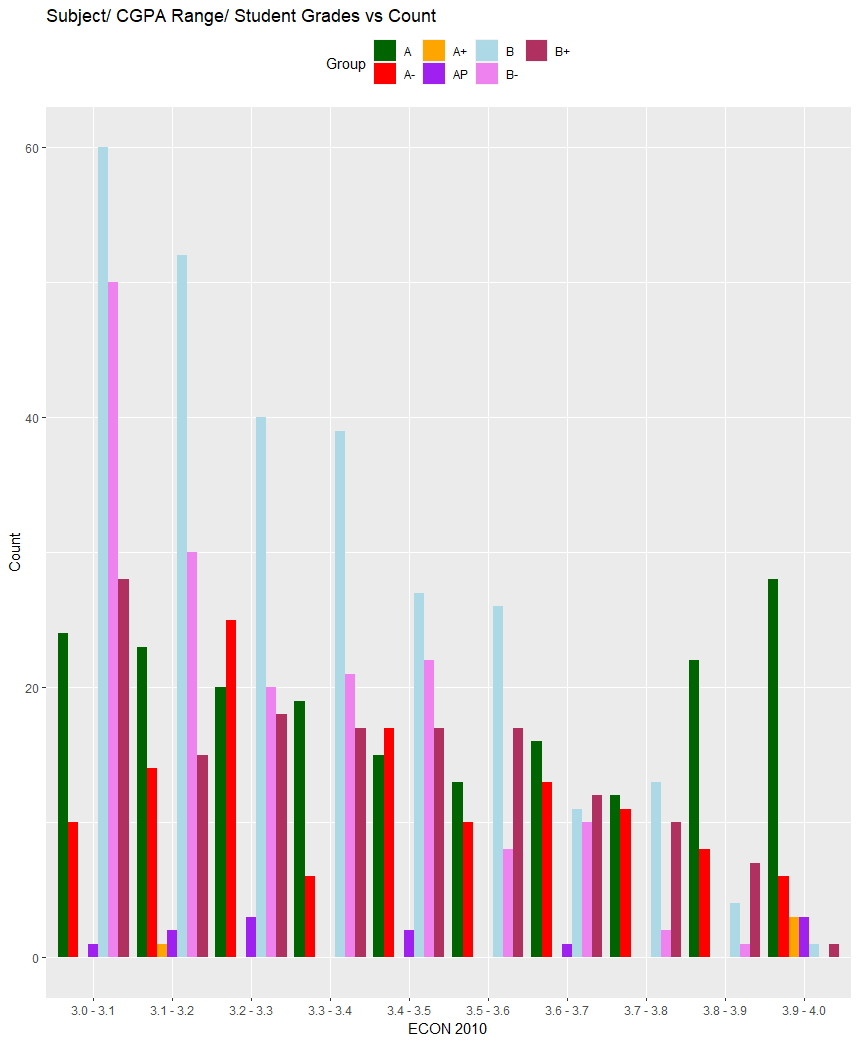 Subject/ CGPA Range/ Student Grades vs Count
Group
A
A+
B
B+
A-
AP
B-
60
40
20
0
Count
3.0 - 3.1
3.1 - 3.2
3.2 - 3.3
3.3 - 3.4
3.4 - 3.5
3.5 - 3.6
3.6 - 3.7
3.7 - 3.8
3.8 - 3.9
3.9 - 4.0
ECON 2010